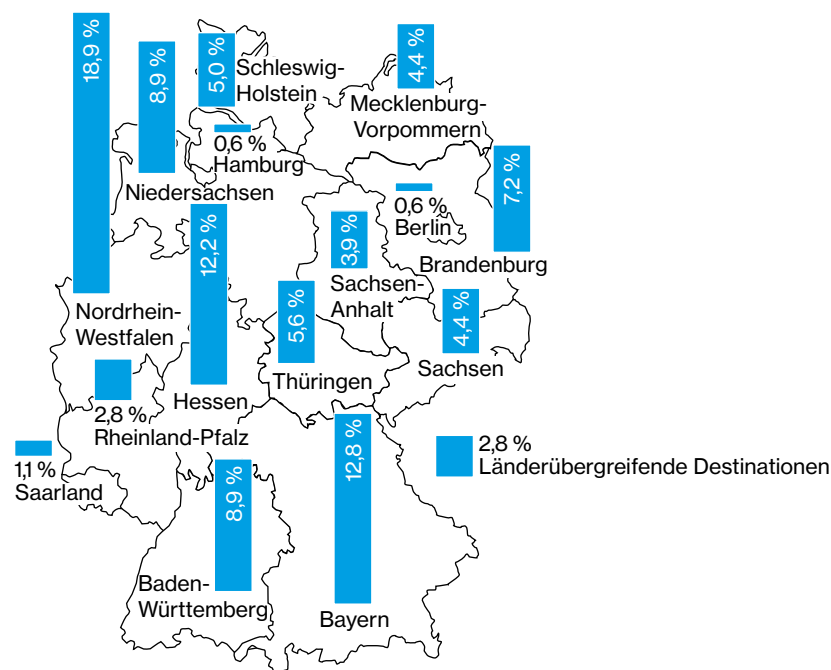 18,9 %
Nordrhein-
Westfalen
8,9 %
Niedersachsen
5,0 %
Schleswig-
Holstein
0,6 %
Hamburg
4,4 %
Mecklenburg-
Vorpommern
0,6 %
Berlin
7,2 %
Brandenburg
12,2 %
Hessen
3,9 %
Sachsen-
Anhalt
5,6 %
Thüringen
4,4 %
Sachsen
2,8 %
Rheinland-Pfalz
1,1 %
Saarland
8,9 %
Baden-
Württemberg
12,8 %
Bayern
2,8 %
Länderübergreifende Destinationen